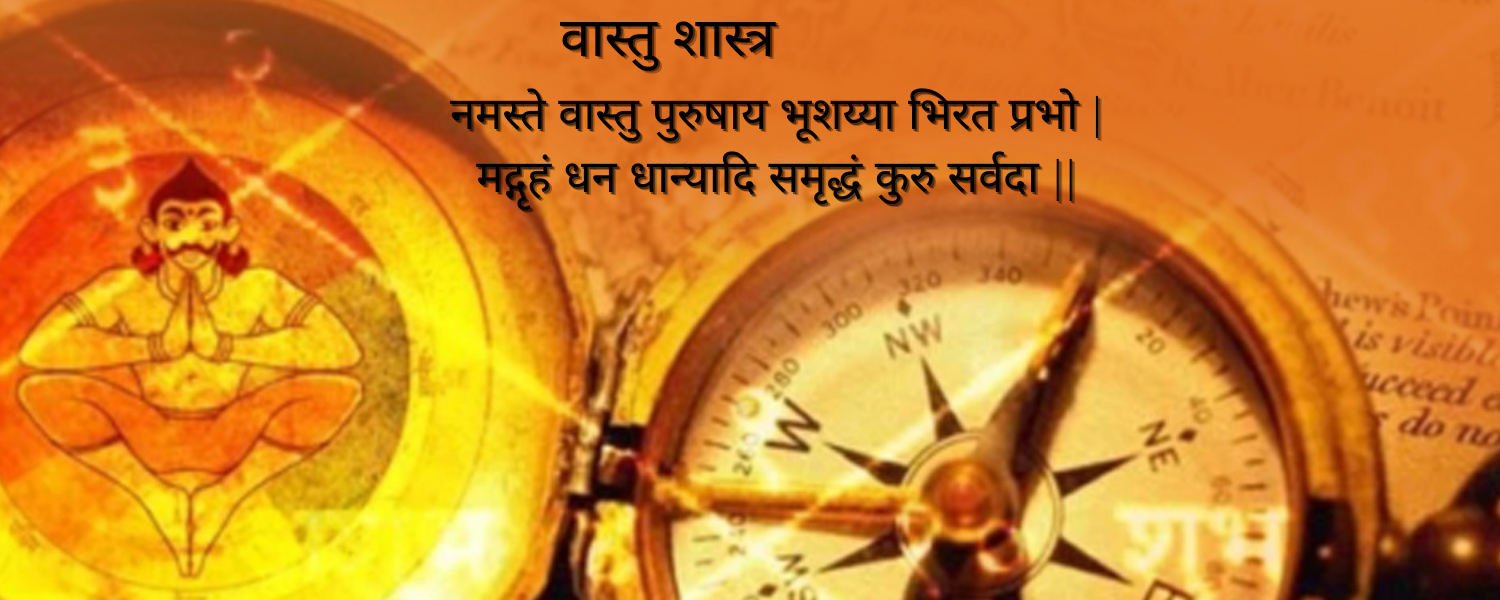 वास्तु शास्त्र
नमस्ते वास्तु पुरुषाय भूशय्या भिरत प्रभो |
मद्गृहं धन धान्यादि समृद्धं कुरु सर्वदा ||
320
340
300
NW
20
280
W
40
NE
260
60
शुभ
hew's Poin
is visibl
ucceed
do no